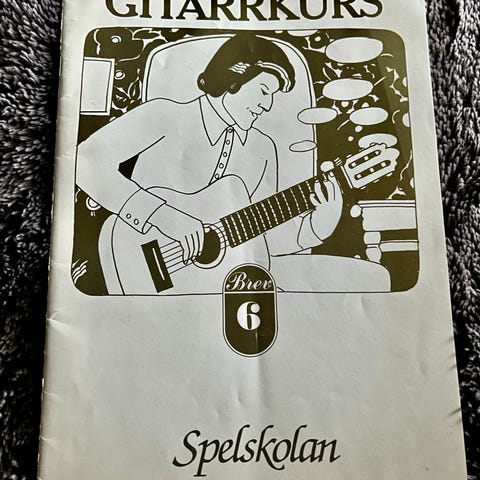 GITARRKURS
Brev
6
Spelskolan